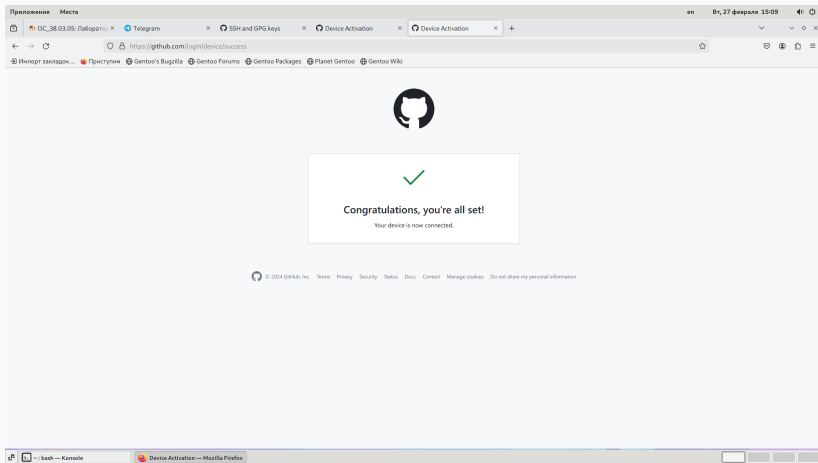 Приложения Места en Вт, 27 февраля 15:09
ОС_38.03.05: Лаборато Telegram SSH and GPG keys Device Activation Device Activation
https://github.com/login/device/success
Импорт закладок... Приступим Gentoo's Bugzilla Gentoo Forums Gentoo Packages Planet Gentoo Gentoo Wiki
Congratulations, you're all set!
Your device is now connected.
© 2024 GitHub, Inc. Terms Privacy Security Status Docs Contact Manage cookies Do not share my personal information
~ : bash — Konsole Device Activation — Mozilla Firefox